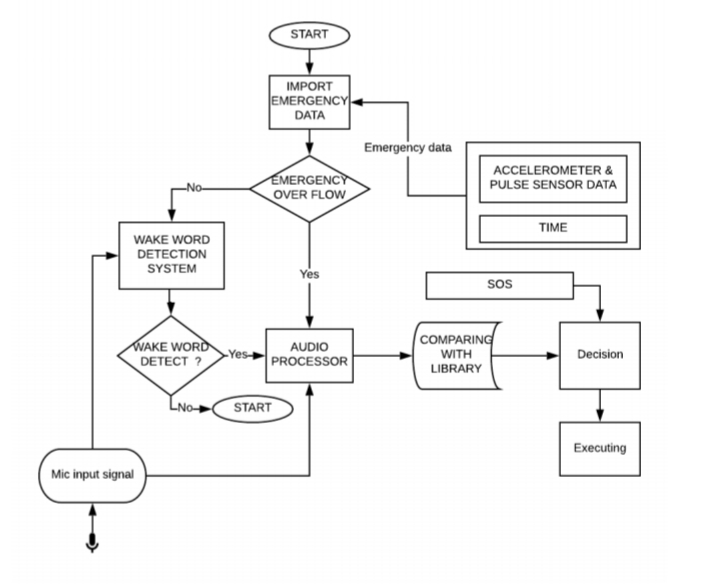 START
IMPORT
EMERGENCY
DATA
Emergency data
ACCELEROMETER &
PULSE SENSOR DATA
TIME
EMERGENCY
OVER FLOW
No
WAKE WORD
DETECTION
SYSTEM
Yes
SOS
WAKE WORD
DETECT ?
Yes
AUDIO
PROCESSOR
COMPARING
WITH
LIBRARY
Decision
No
START
Executing
Mic input signal